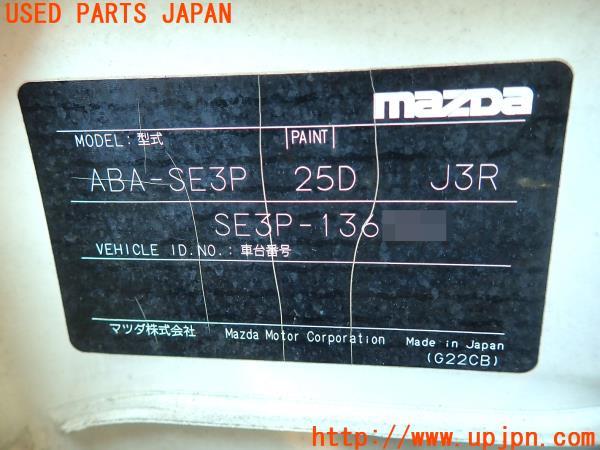 USED PARTS JAPAN
mazda
MODEL: 型式 PAINT
ABA-SE3P 25D J3R
SE3P-136
VEHICLE ID.NO.: 車台番号
マツダ株式会社 Mazda Motor Corporation Made in Japan
(G22CB)
http://www.upjpn.com/